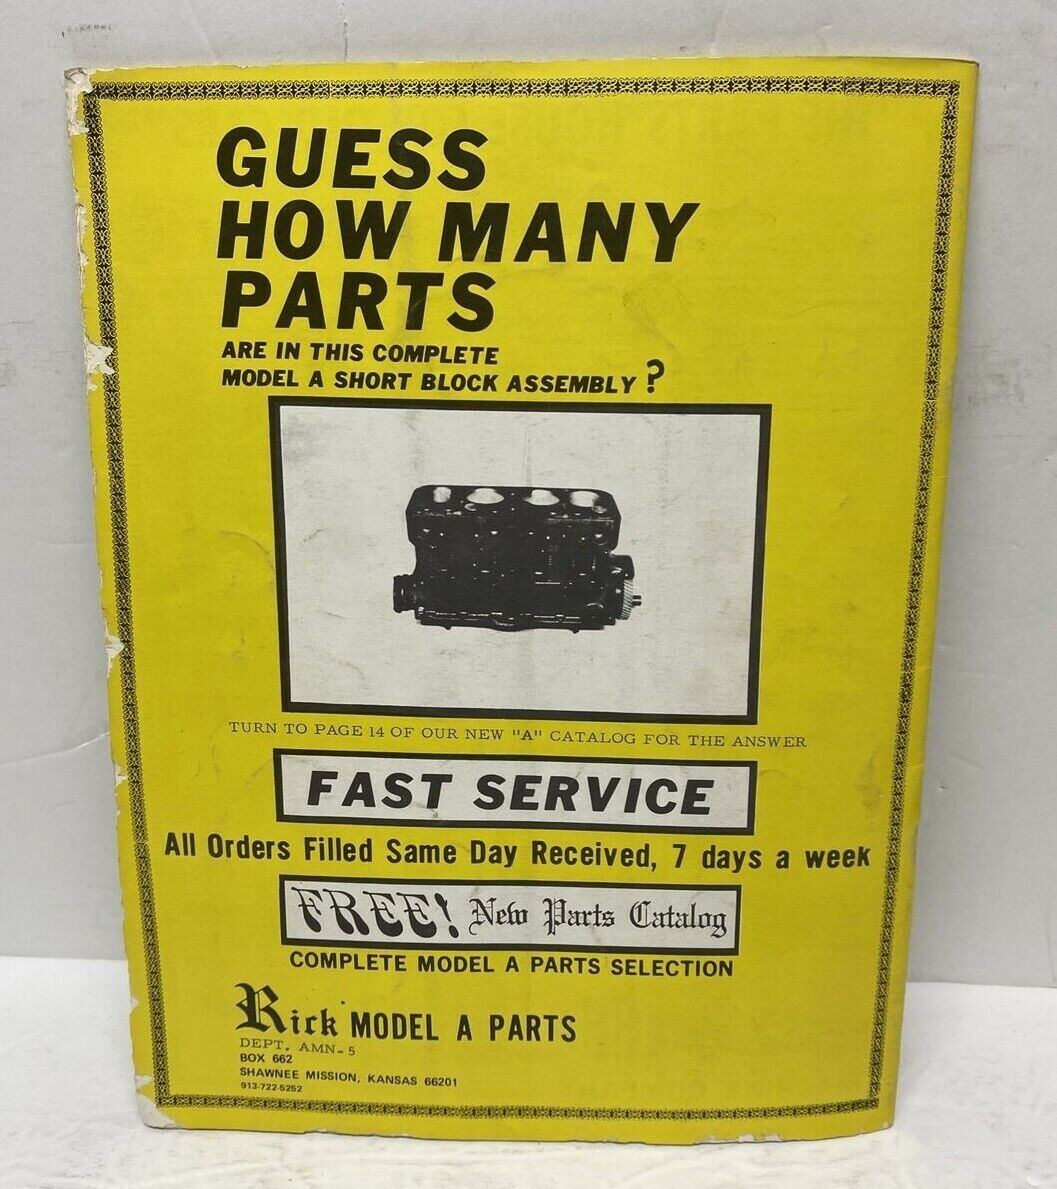 GUESS
HOW MANY
PARTS
ARE IN THIS COMPLETE
MODEL A SHORT BLOCK ASSEMBLY ?
TURN TO PAGE 14 OF OUR NEW "A" CATALOG FOR THE ANSWER
FAST SERVICE
All Orders Filled Same Day Received, 7 days a week
FREE! New Parts Catalog
COMPLETE MODEL A PARTS SELECTION
Rick MODEL A PARTS
DEPT. AMN-5
BOX 662
SHAWNEE MISSION, KANSAS 66201
913-722-5252